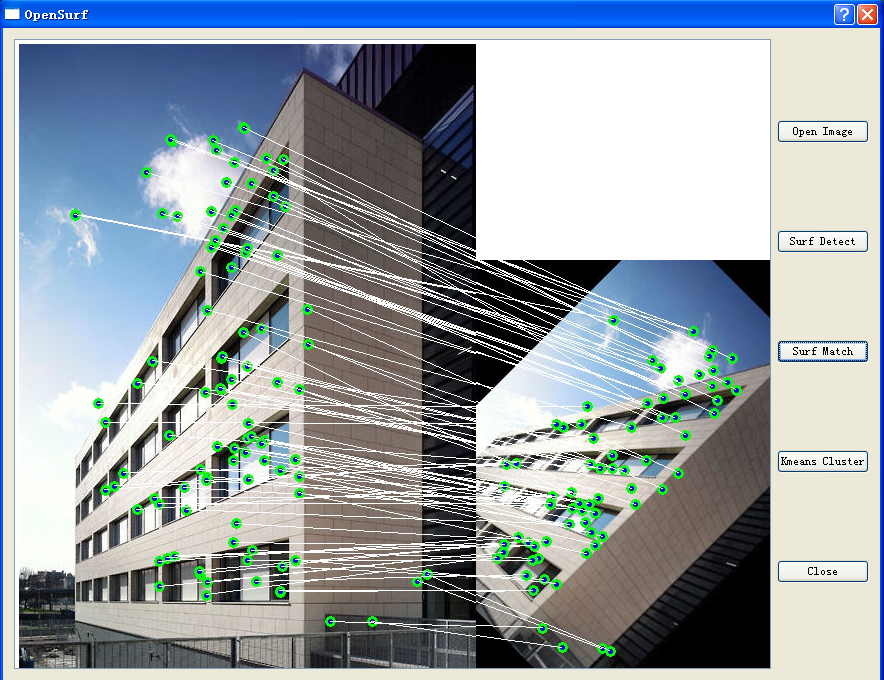 OpenSurf
Open Image
Surf Detect
Surf Match
Kmeans Cluster
Close